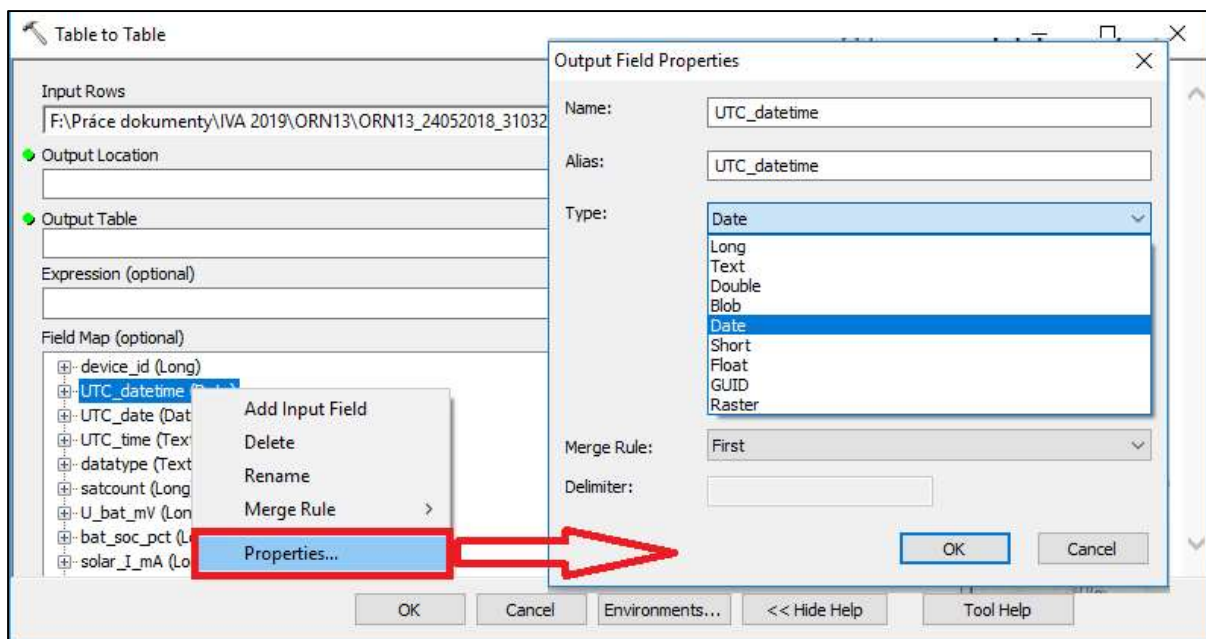 Table to Table
Input Rows
F:\Práce dokumenty\IVA 2019\ORN13\ORN13_24052018_31032
Output Location
Output Table
Expression (optional)
Field Map (optional)
device_id (Long)
UTC_datetime
UTC_date (Dat
UTC_time (Tex
datatype (Text
satcount (Long
U_bat_mV (Lon
bat_soc_pct (L
solar_I_mA (Lo
Add Input Field
Delete
Rename
Merge Rule
Properties...
OK Cancel Environments... << Hide Help Tool Help
Output Field Properties
Name: UTC_datetime
Alias: UTC_datetime
Type: Date
Long
Text
Double
Blob
Date
Short
Float
GUID
Raster
Merge Rule: First
Delimiter:
OK Cancel